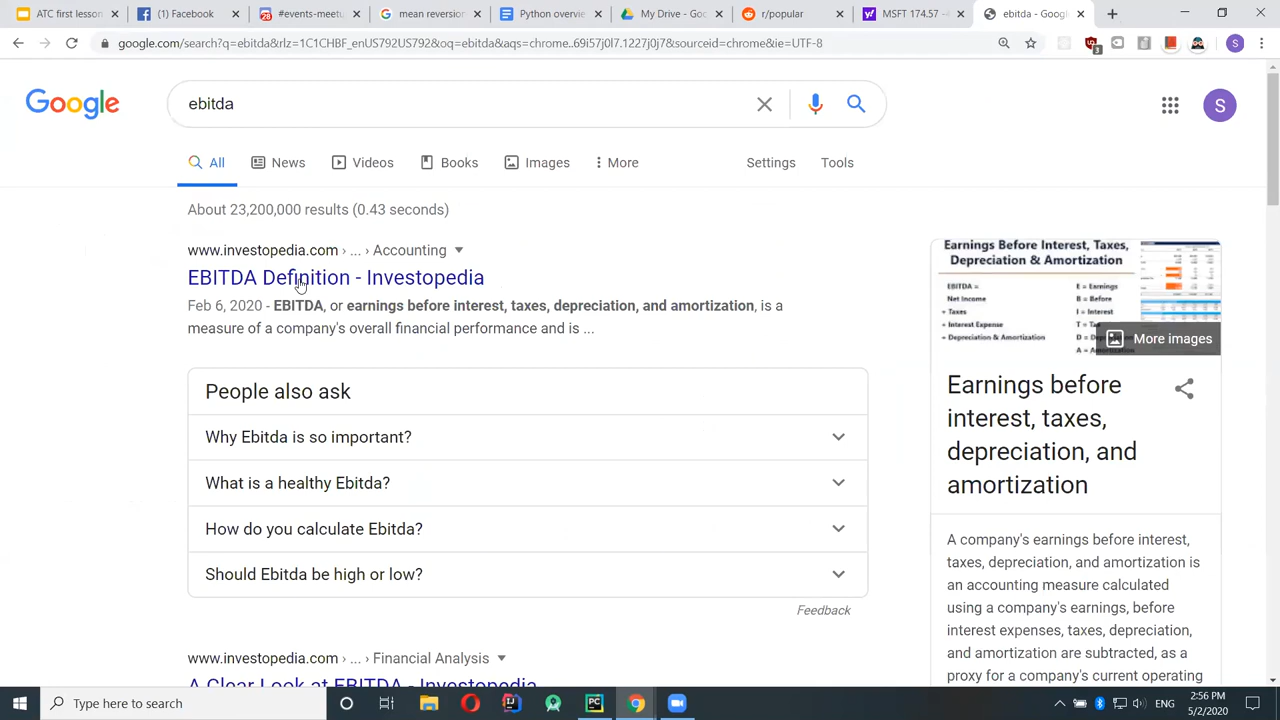 ATC first lesson
(1) Facebook
#events-meetu
mean reversor
Python overvie
My Drive - Goo
r/popular
MSFT 174.57 -
ebitda - Googl
google.com/search?q=ebitda&rlz=1C1CHBF_enUS792US792&oq=ebitda&aqs=chrome..69i57j0l7.1227j0j7&sourceid=chrome&ie=UTF-8
3
S
Google
ebitda
S
All
News
Videos
Books
Images
More
Settings
Tools
About 23,200,000 results (0.43 seconds)
www.investopedia.com › ... › Accounting
EBITDA Definition - Investopedia
Feb 6, 2020 - EBITDA, or earnings before interest, taxes, depreciation, and amortization, is a
measure of a company's overall financial performance and is ...
People also ask
Why Ebitda is so important?
What is a healthy Ebitda?
How do you calculate Ebitda?
Should Ebitda be high or low?
Feedback
www.investopedia.com › ... › Financial Analysis
A Clear Look at EBITDA - Investopedia
Earnings Before Interest, Taxes,
Depreciation & Amortization
EBITDA =
Net Income
+ Taxes
+ Interest Expense
+ Depreciation & Amortization
E = Earnings
B = Before
I = Interest
T = Tax
D = De
A = A
More images
Earnings before
interest, taxes,
depreciation, and
amortization
A company's earnings before interest,
taxes, depreciation, and amortization is
an accounting measure calculated
using a company's earnings, before
interest expenses, taxes, depreciation,
and amortization are subtracted, as a
proxy for a company's current operating
Type here to search
ENG
2:56 PM
5/2/2020